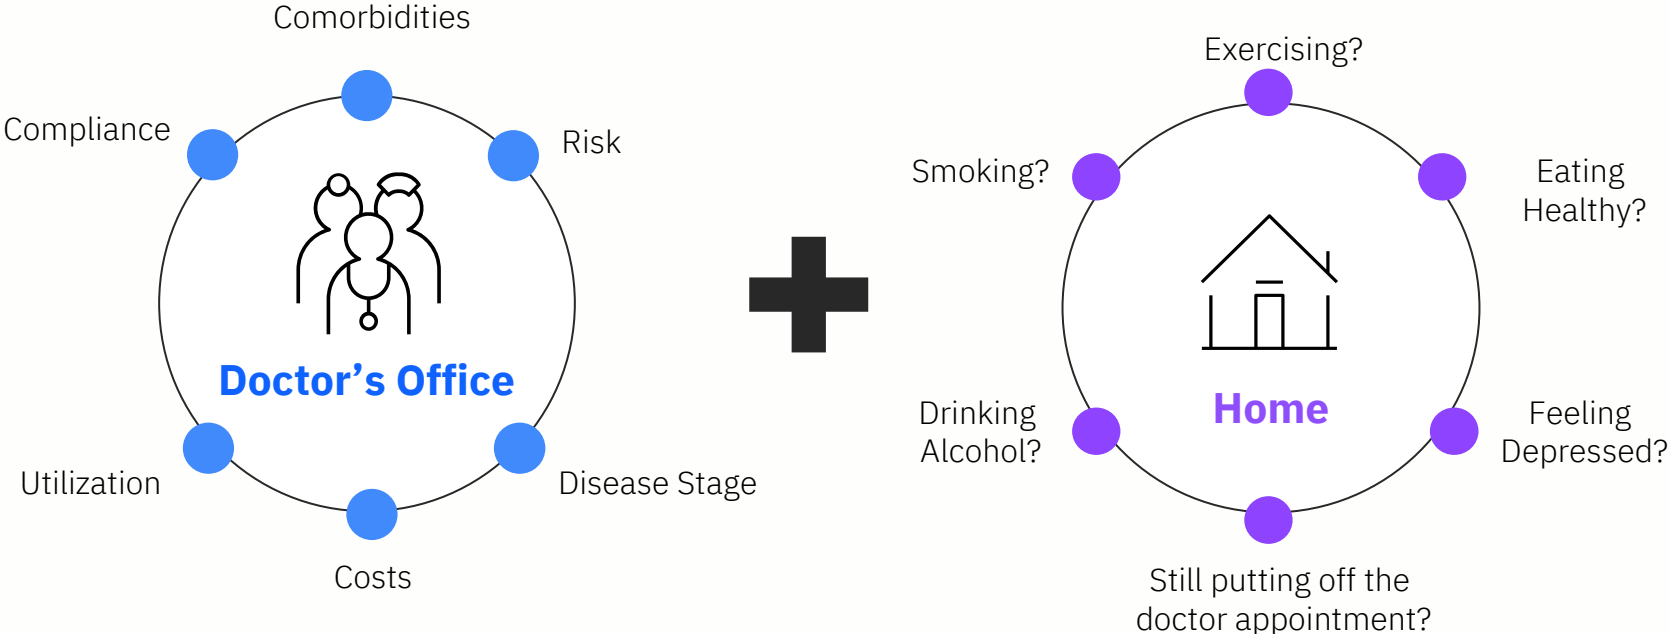 Comorbidities
Compliance
Risk
Doctor’s Office
Utilization
Disease Stage
Costs
Exercising?
Smoking?
Eating
Healthy?
Home
Drinking
Alcohol?
Feeling
Depressed?
Still putting off the
doctor appointment?